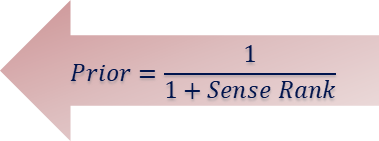 Prior = 1 / (1 + Sense Rank)